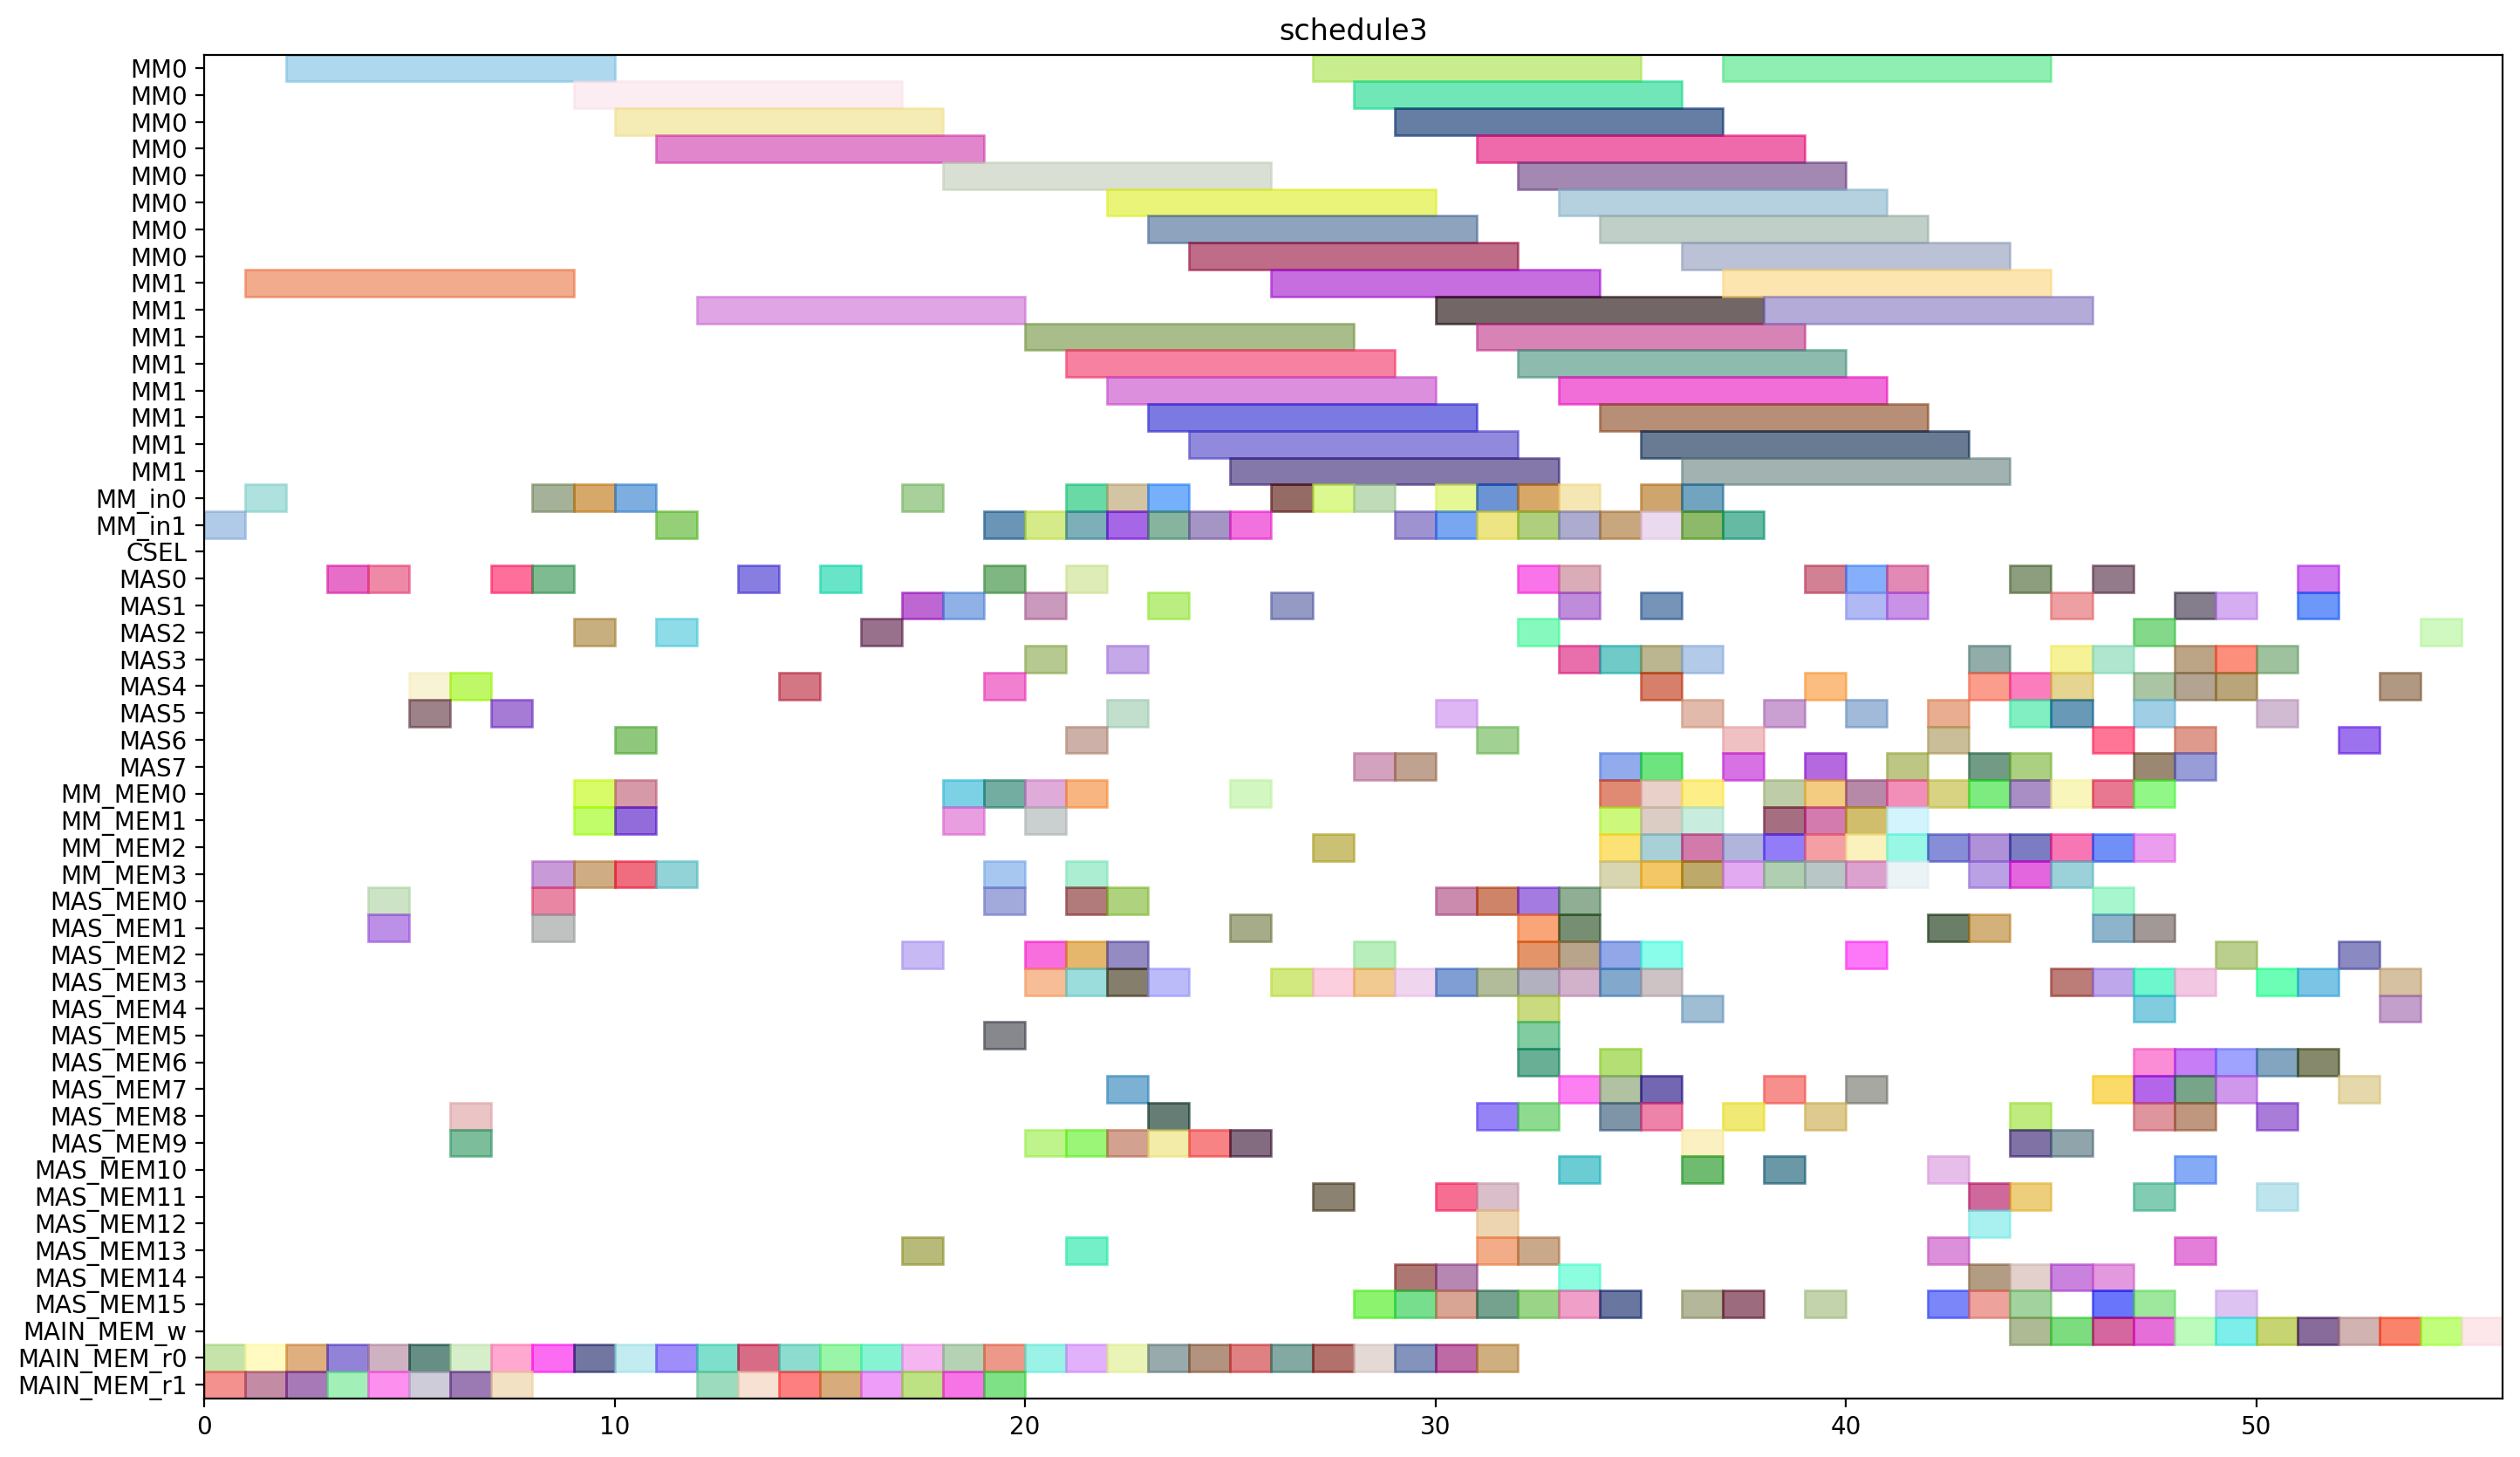 schedule3
MM0
MM0
MM0
MM0
MM0
MM0
MM0
MM0
MM1
MM1
MM1
MM1
MM1
MM1
MM1
MM1
MM_in0
MM_in1
CSEL
MAS0
MAS1
MAS2
MAS3
MAS4
MAS5
MAS6
MAS7
MM_MEM0
MM_MEM1
MM_MEM2
MM_MEM3
MAS_MEM0
MAS_MEM1
MAS_MEM2
MAS_MEM3
MAS_MEM4
MAS_MEM5
MAS_MEM6
MAS_MEM7
MAS_MEM8
MAS_MEM9
MAS_MEM10
MAS_MEM11
MAS_MEM12
MAS_MEM13
MAS_MEM14
MAS_MEM15
MAIN_MEM_w
MAIN_MEM_r0
MAIN_MEM_r1
0 10 20 30 40 50